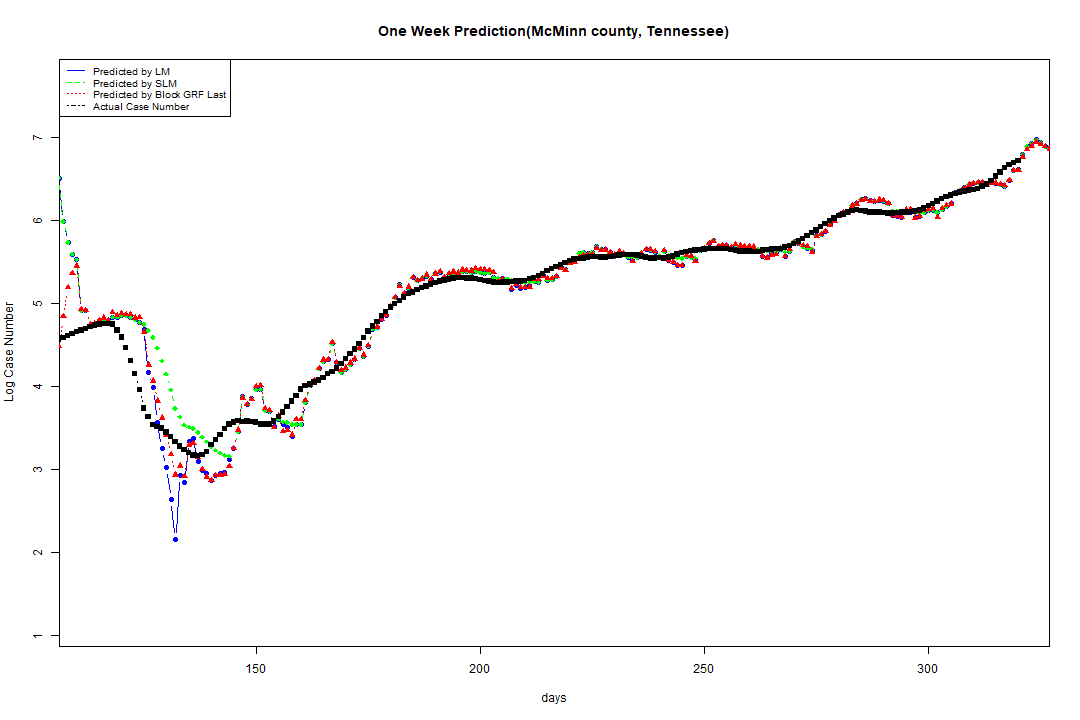 One Week Prediction(McMinn county, Tennessee)
Predicted by LM
Predicted by SLM
Predicted by Block GRF Last
Actual Case Number
7
6
5
4
3
2
1
Log Case Number
150 200 250 300
days